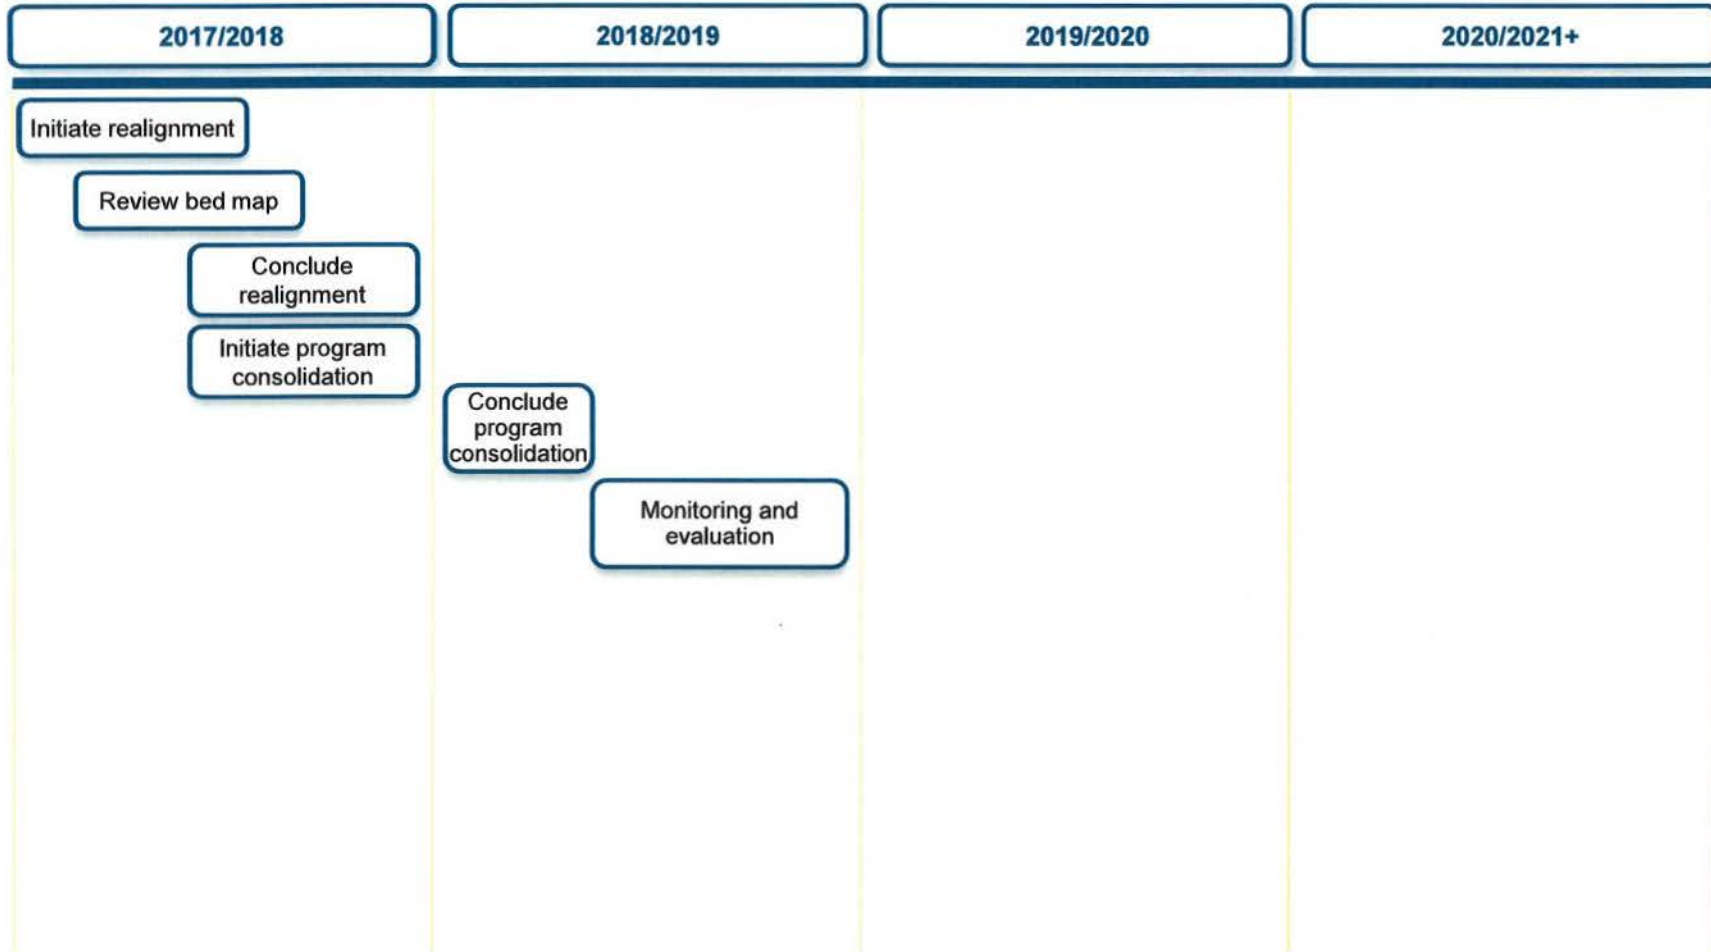 2017/2018
2018/2019
2019/2020
2020/2021+
Initiate realignment
Review bed map
Conclude
realignment
Initiate program
consolidation
Conclude
program
consolidation
Monitoring and
evaluation